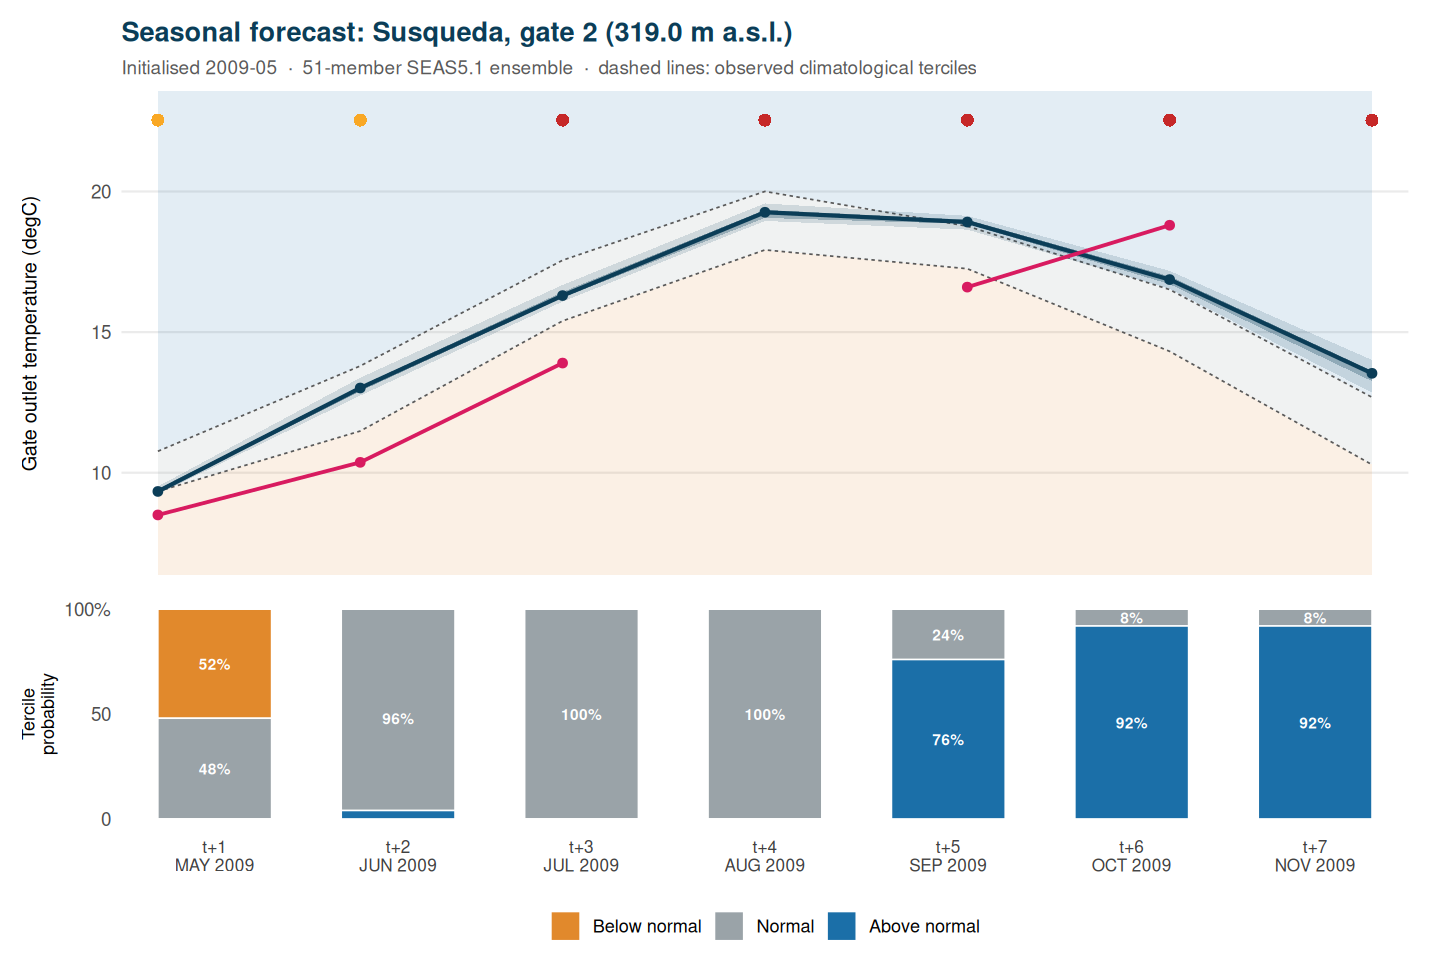 Seasonal forecast: Susqueda, gate 2 (319.0 m a.s.l.)
Initialised 2009-05 · 51-member SEAS5.1 ensemble · dashed lines: observed climatological terciles
Gate outlet temperature (degC)
20
15
10
Tercile
probability
100%
50
0
52%
48%
96%
100%
100%
24%
76%
8%
92%
8%
92%
t+1
MAY 2009
t+2
JUN 2009
t+3
JUL 2009
t+4
AUG 2009
t+5
SEP 2009
t+6
OCT 2009
t+7
NOV 2009
Below normal
Normal
Above normal